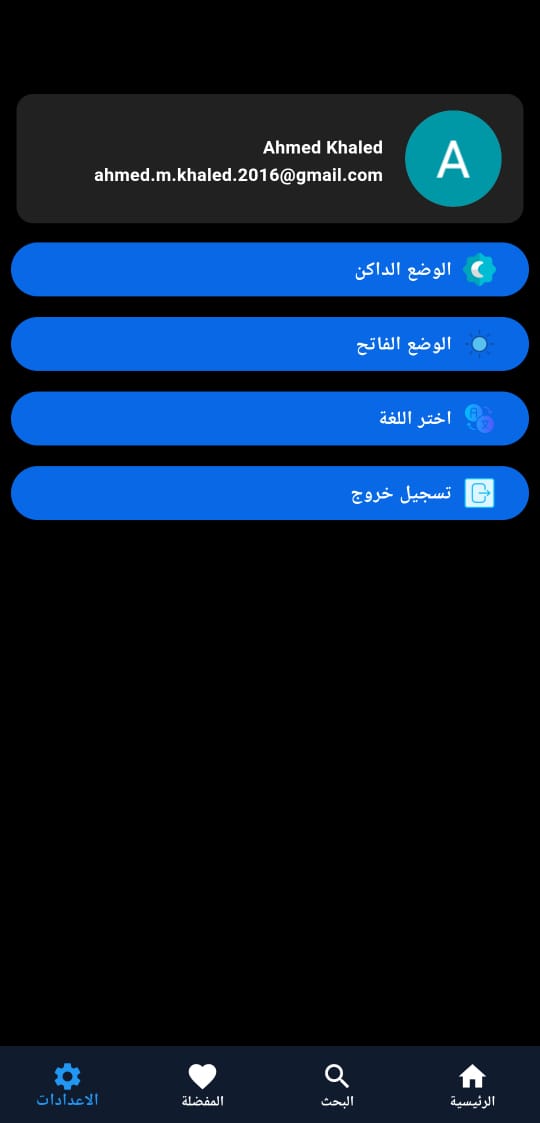 Ahmed Khaled
ahmed.m.khaled.2016@gmail.com
A
الوضع الداكن
الوضع الفاتح
اختر اللغة
تسجيل خروج
الرئيسية
البحث
المفضلة
الاعدادات